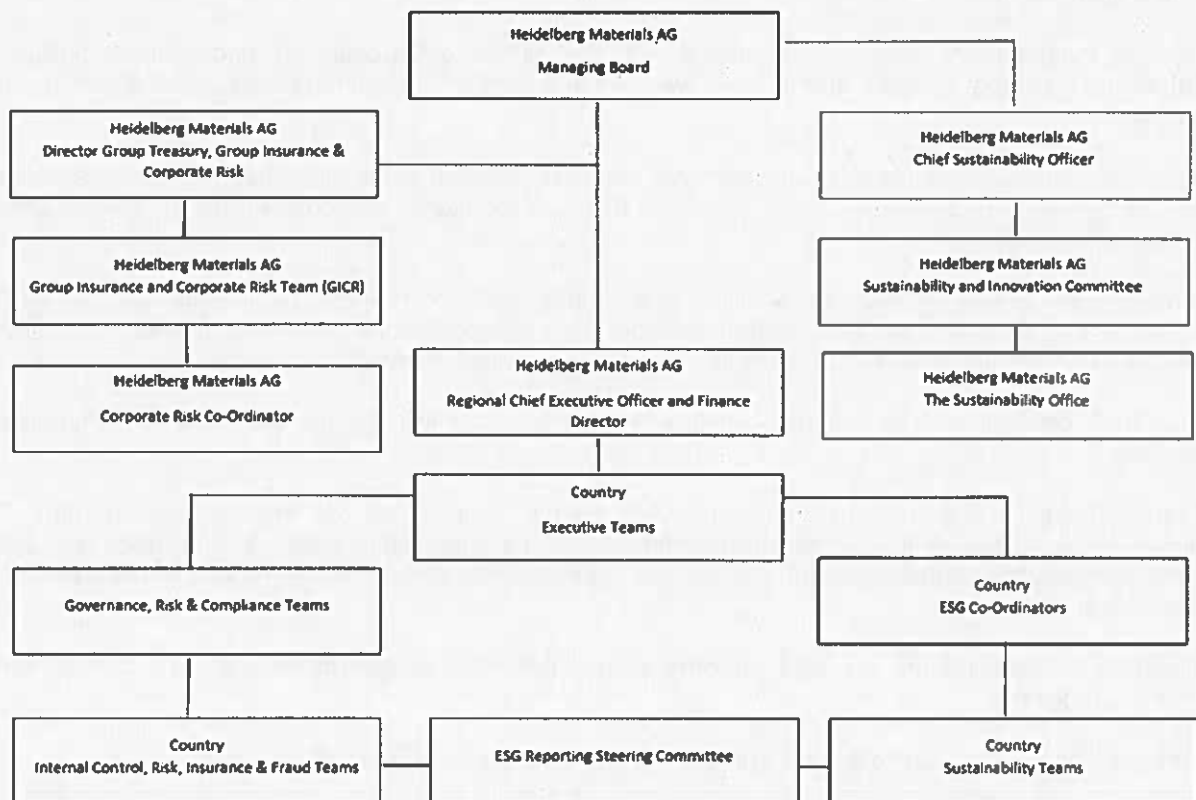 Heidelberg Materials AG
Managing Board
Heidelberg Materials AG
Director Group Treasury, Group Insurance &
Corporate Risk
Heidelberg Materials AG
Chief Sustainability Officer
Heidelberg Materials AG
Group Insurance and Corporate Risk Team (GICR)
Heidelberg Materials AG
Sustainability and Innovation Committee
Heidelberg Materials AG
Corporate Risk Co-Ordinator
Heidelberg Materials AG
Regional Chief Executive Officer and Finance
Director
Heidelberg Materials AG
The Sustainability Office
Country
Executive Teams
Governance, Risk & Compliance Teams
Country
ESG Co-Ordinators
Country
Internal Control, Risk, Insurance & Fraud Teams
ESG Reporting Steering Committee
Country
Sustainability Teams